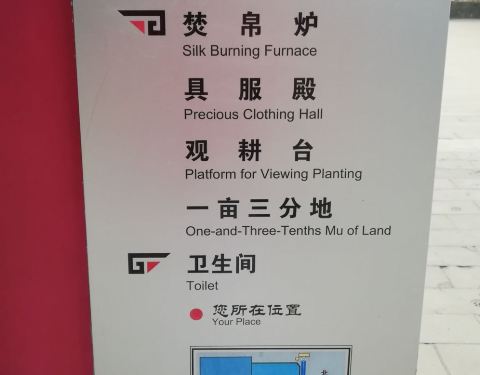 焚帛炉
Silk Burning Furnace
具服殿
Precious Clothing Hall
观耕台
Platform for Viewing Planting
一亩三分地
One-and-Three-Tenths Mu of Land
卫生间
Toilet
您所在位置
Your Place
北